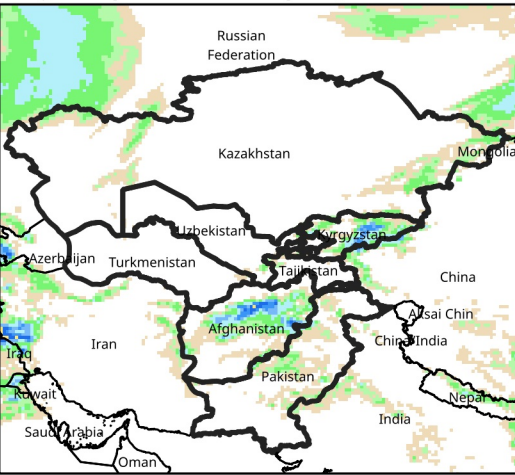 Russian
Federation
Kazakhstan
Mongolia
Uzbekistan
Kyrgyzstan
Azerbaijan
Turkmenistan
Tajikistan
China
Aksai Chin
Afghanistan
China/India
Iran
Iraq
Pakistan
Kuwait
Nepal
India
Saudi Arabia
Oman